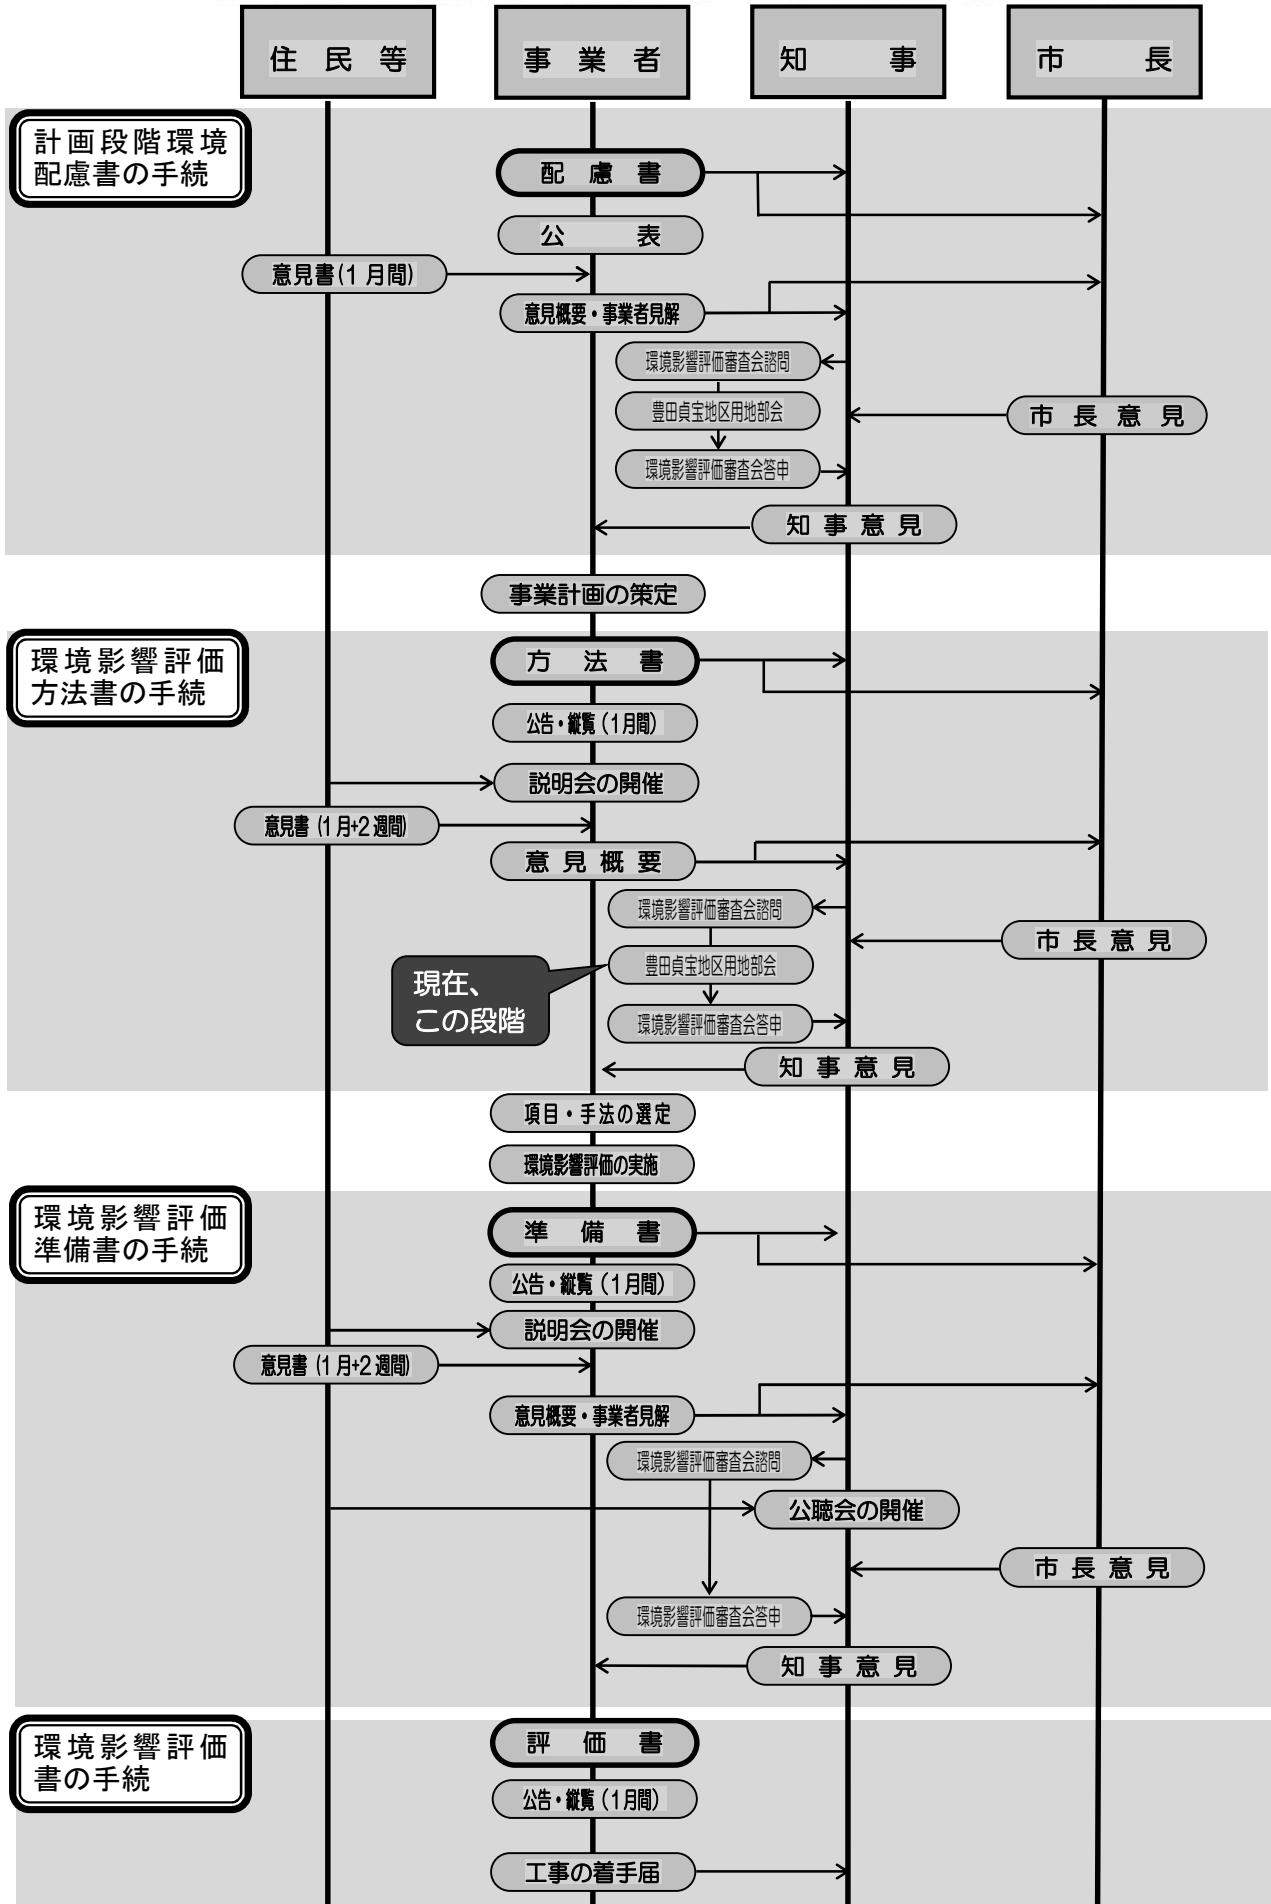 住民等
事業者
知事
市長
計画段階環境
配慮書の手続
配慮書
公表
意見書(1月間)
意見概要・事業者見解
環境影響評価審査会諮問
豊田貞宝地区用地部会
市長意見
環境影響評価審査会答申
知事意見
事業計画の策定
環境影響評価
方法書の手続
方法書
公告・縦覧(1月間)
説明会の開催
意見書(1月+2週間)
意見概要
環境影響評価審査会諮問
市長意見
豊田貞宝地区用地部会
現在、
この段階
環境影響評価審査会答申
知事意見
項目・手法の選定
環境影響評価の実施
環境影響評価
準備書の手続
準備書
公告・縦覧(1月間)
説明会の開催
意見書(1月+2週間)
意見概要・事業者見解
環境影響評価審査会諮問
公聴会の開催
市長意見
環境影響評価審査会答申
知事意見
環境影響評価
書の手続
評価書
公告・縦覧(1月間)
工事の着手届